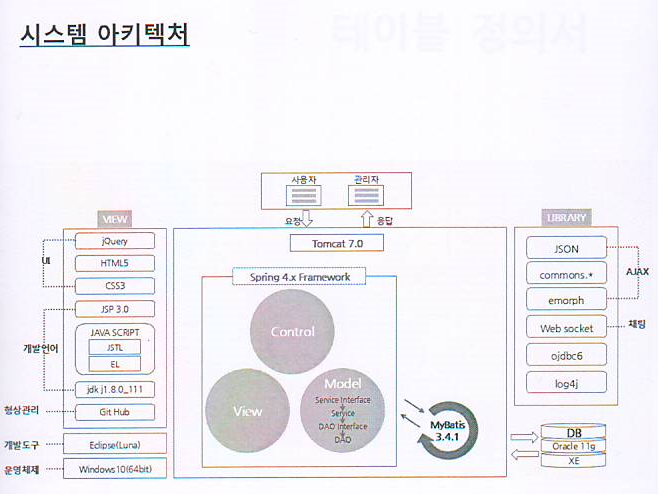 시스템 아키텍처
테이블 정의서
사용자
관리자
요청
응답
VIEW
jQuery
UI
HTML5
CSS3
JSP 3.0
JAVA SCRIPT
JSTL
EL
개발언어
jdk j1.8.0_111
형상관리
Git Hub
개발도구
Eclipse(Luna)
운영체제
Windows10(64bit)
Tomcat 7.0
Spring 4.x Framework
Control
View
Model
Service Interface
Service
DAO Interface
DAO
MyBatis
3.4.1
LIBRARY
JSON
commons.*
AJAX
emorph
Web socket
채팅
ojdbc6
log4j
DB
Oracle 11g
XE